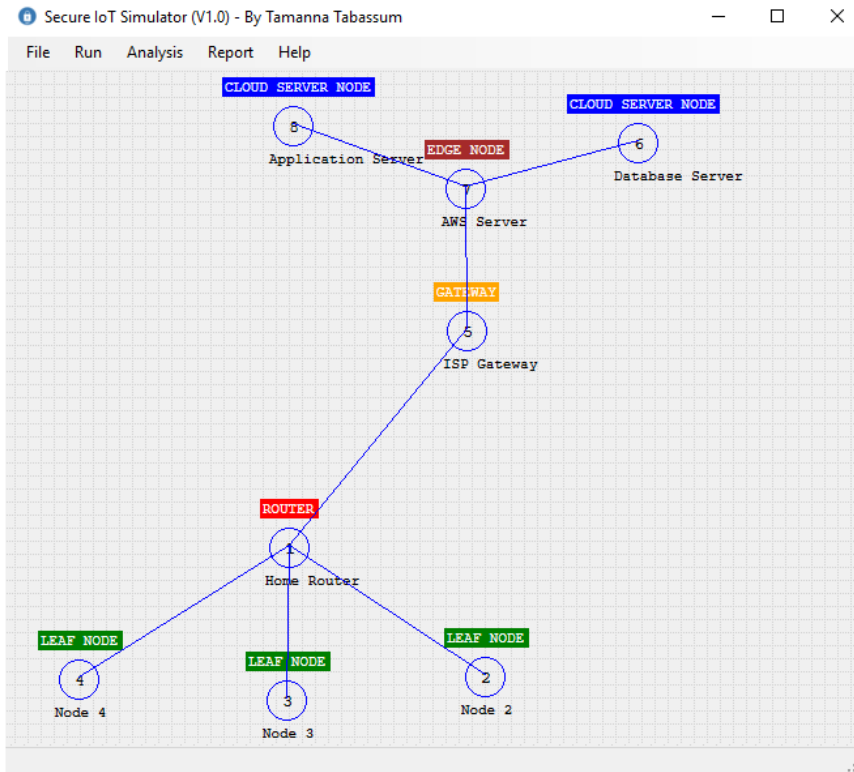 Secure IoT Simulator (V1.0) - By Tamanna Tabassum
File Run Analysis Report Help
CLOUD SERVER NODE
8
Application Server
CLOUD SERVER NODE
6
Database Server
EDGE NODE
7
AWS Server
GATEWAY
5
ISP Gateway
ROUTER
1
Home Router
LEAF NODE
4
Node 4
LEAF NODE
3
Node 3
LEAF NODE
2
Node 2